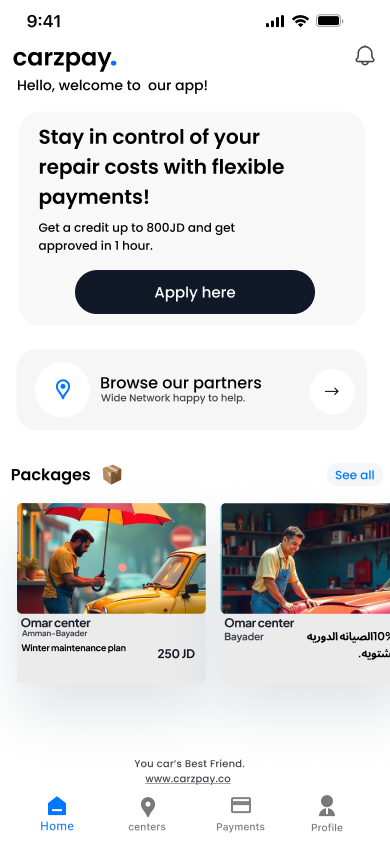 9:41
carzpay.
Hello, welcome to our app!
Stay in control of your
repair costs with flexible
payments!
Get a credit up to 800JD and get
approved in 1 hour.
Apply here
Browse our partners
Wide Network happy to help.
Packages
See all
Omar center
Amman-Bayader
Winter maintenance plan
250 JD
Omar center
Bayader
10% الصيانه الدوريه
شتويه.
You car's Best Friend.
www.carzpay.co
Home
centers
Payments
Profile